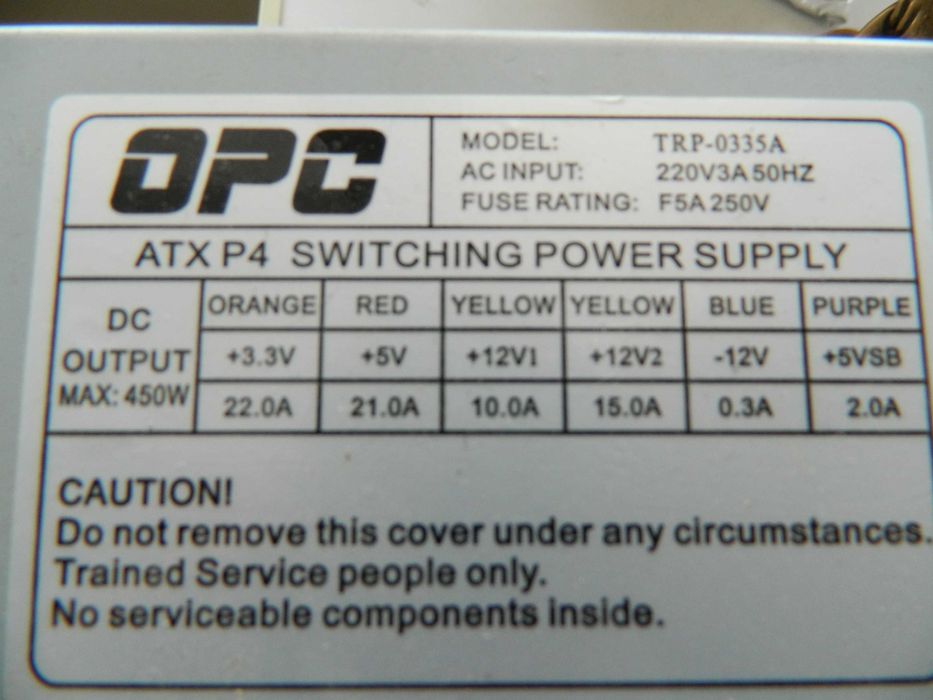 OPC
MODEL: TRP-0335A
AC INPUT: 220V3A 50HZ
FUSE RATING: F5A 250V
ATX P4 SWITCHING POWER SUPPLY
DC OUTPUT MAX: 450W
ORANGE RED YELLOW YELLOW BLUE PURPLE
+3.3V +5V +12V1 +12V2 -12V +5VSB
22.0A 21.0A 10.0A 15.0A 0.3A 2.0A
CAUTION!
Do not remove this cover under any circumstances.
Trained Service people only.
No serviceable components inside.